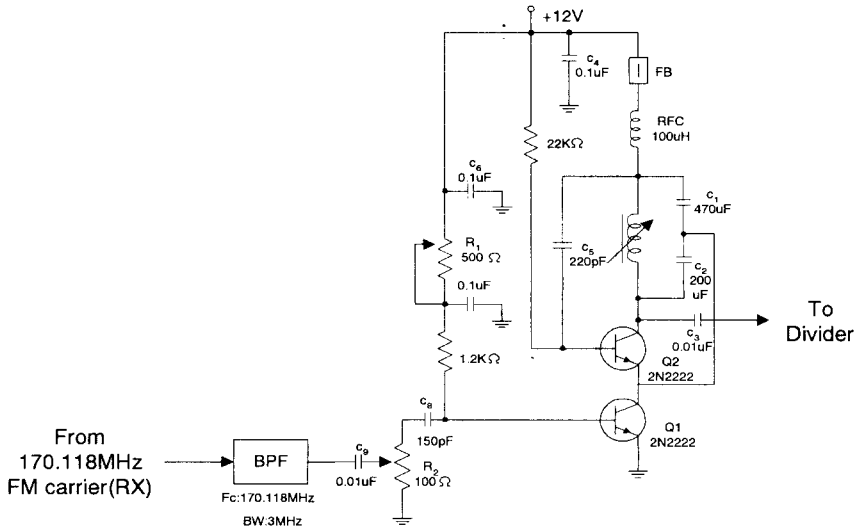 +12V
C4
0.1uF
FB
RFC
100uH
22KΩ
C6
0.1uF
C1
470uF
R1
500 Ω
C5
220pF
C2
200
uF
0.1uF
To
Divider
C3
0.01uF
1.2KΩ
Q2
2N2222
C8
150pF
Q1
2N2222
From
170.118MHz
FM carrier(RX)
BPF
C9
0.01uF
R2
100Ω
Fc:170.118MHz
BW:3MHz